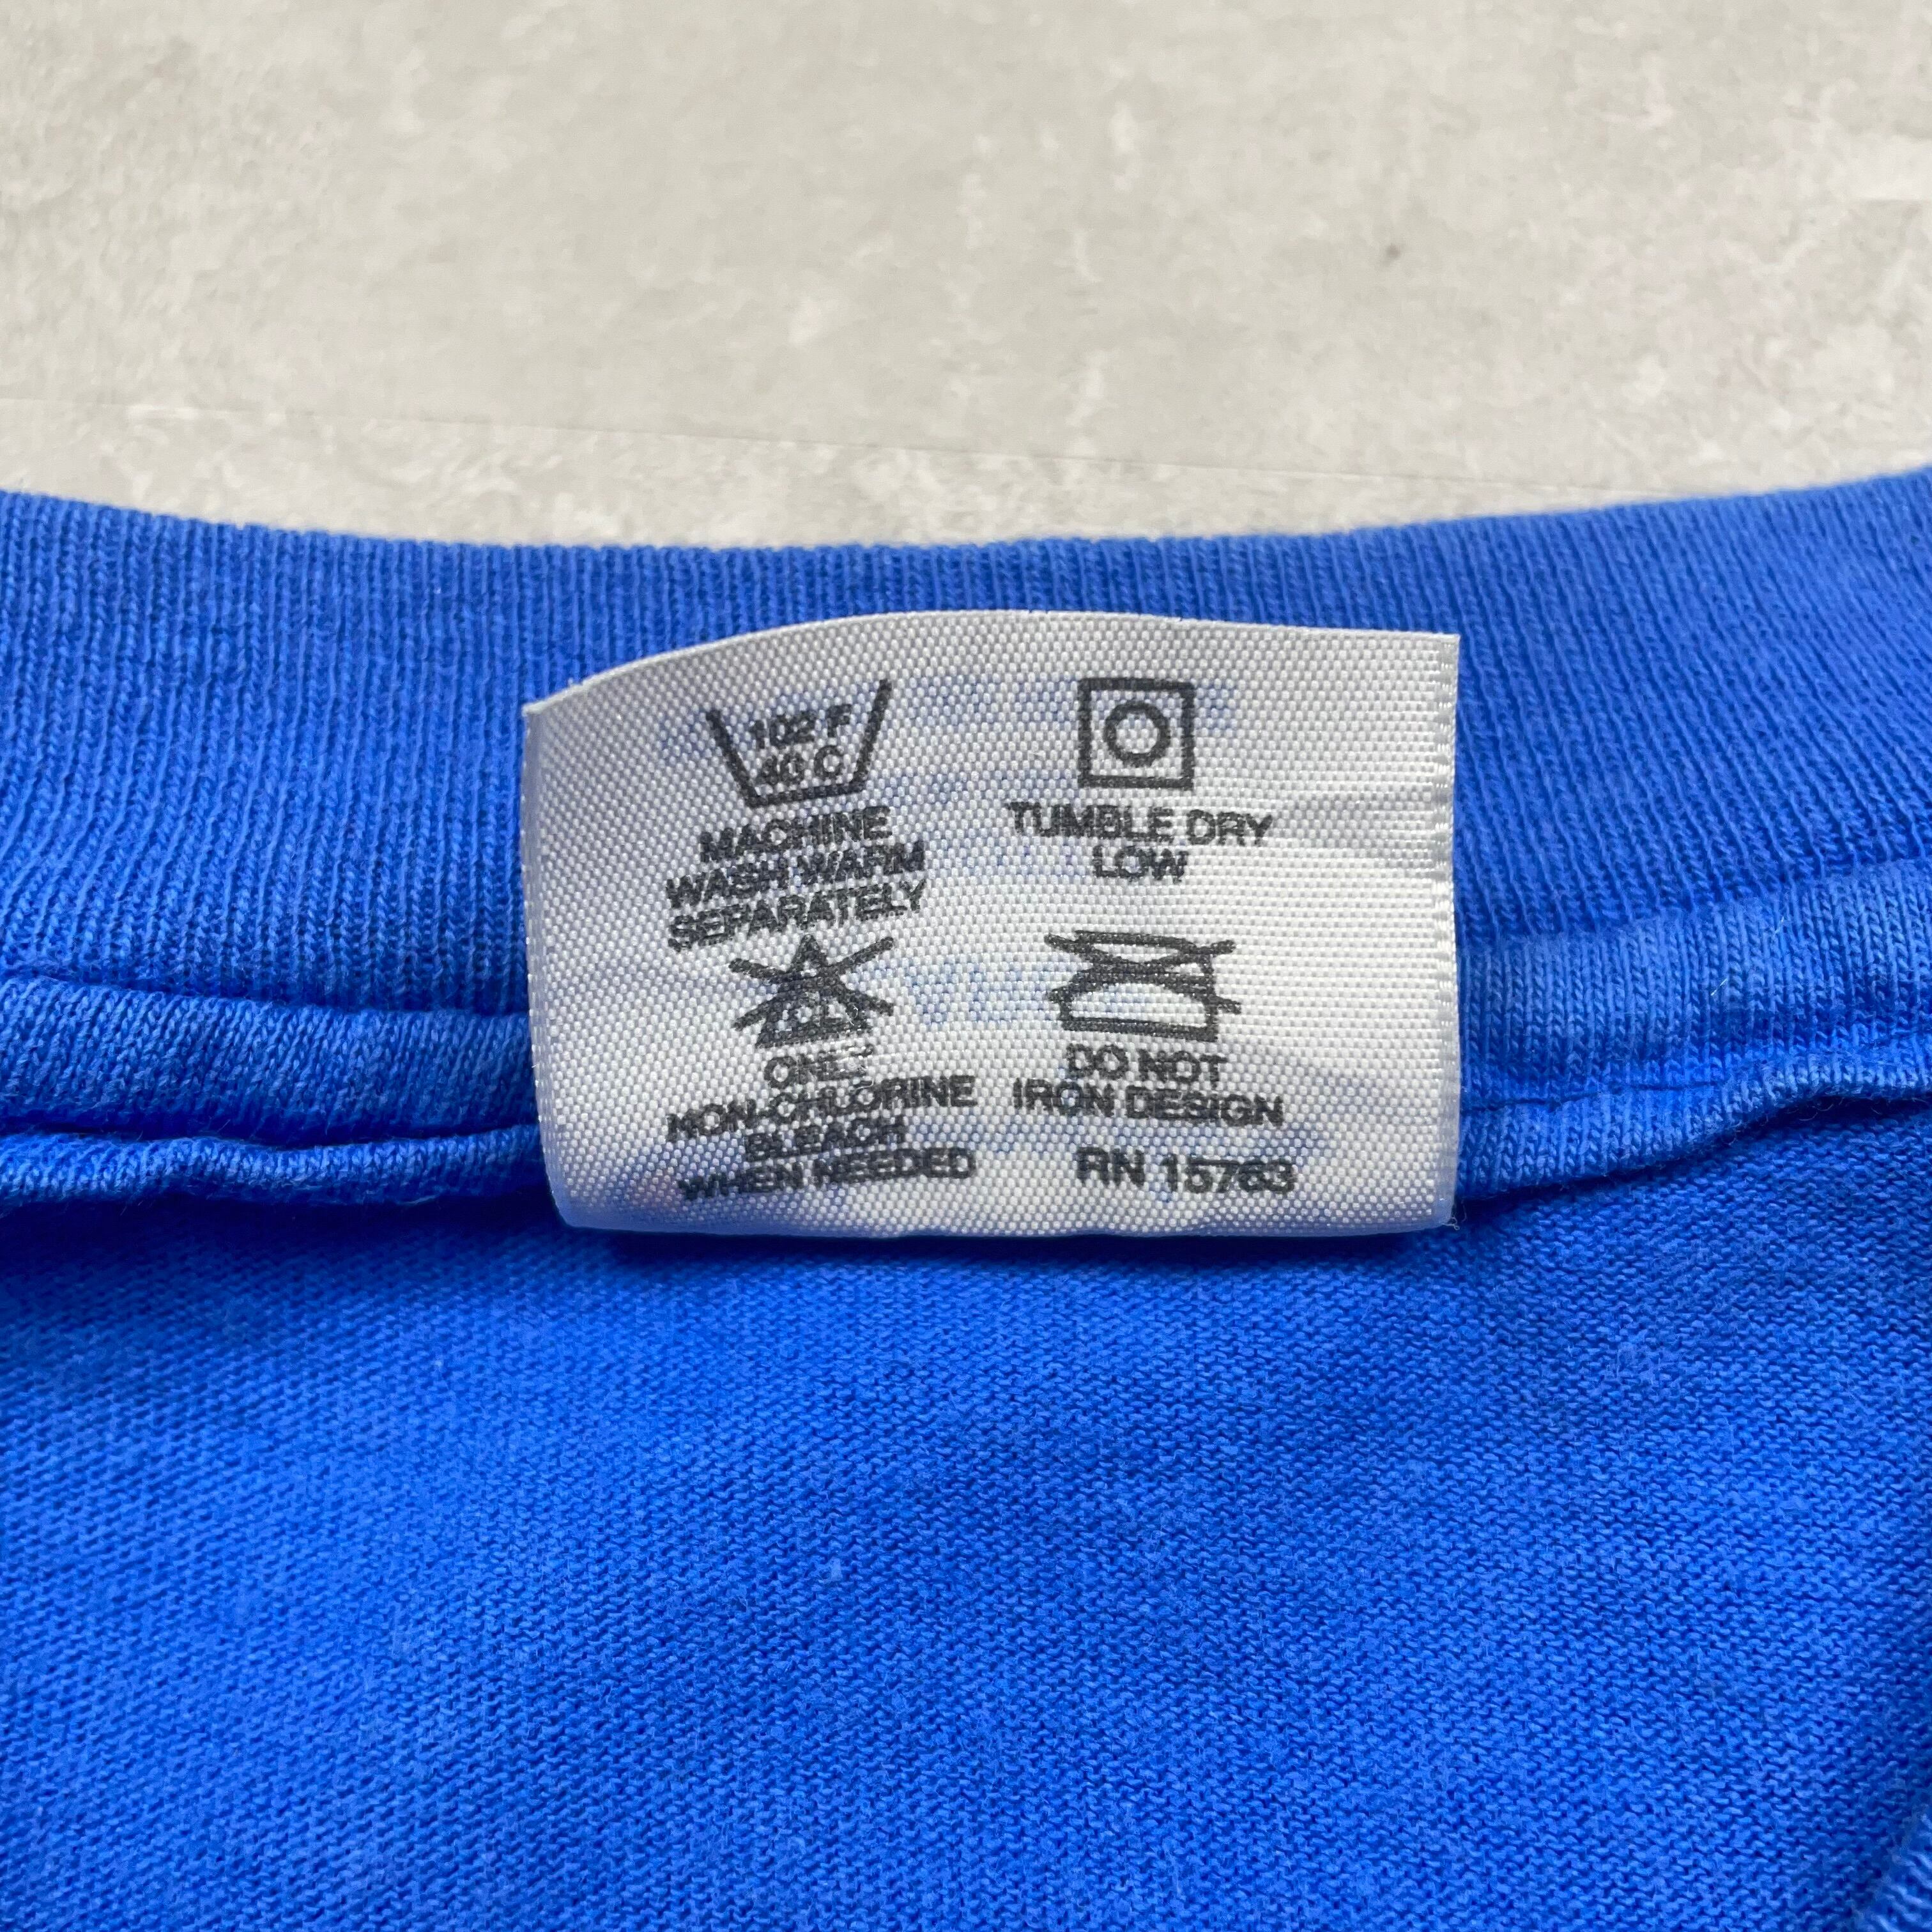 102 F
40 C
MACHINE
WASH WARM
SEPARATELY
TUMBLE DRY
LOW
ONLY
NON-CHLORINE
BLEACH
WHEN NEEDED
DO NOT
IRON DESIGN
RN 15763